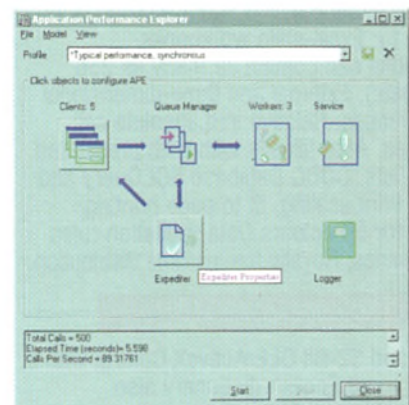 Application Performance Explorer
File Model View
Profile *Typical performance, synchronous
Click objects to configure APE
Clients: 5 Queue Manager Workers: 3 Service
Expediter Expediter Properties Logger
Total Calls = 500
Elapsed Time (seconds)= 5.598
Calls Per Second = 89.31761
Start Close